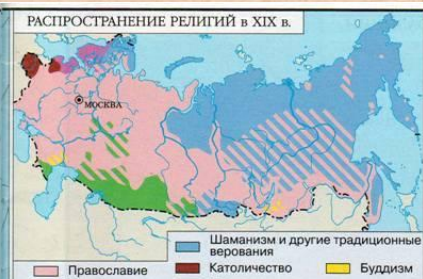 РАСПРОСТРАНЕНИЕ РЕЛИГИЙ в XIX в.
МОСКВА
Шаманизм и другие традиционные
верования
Православие
Католичество
Буддизм